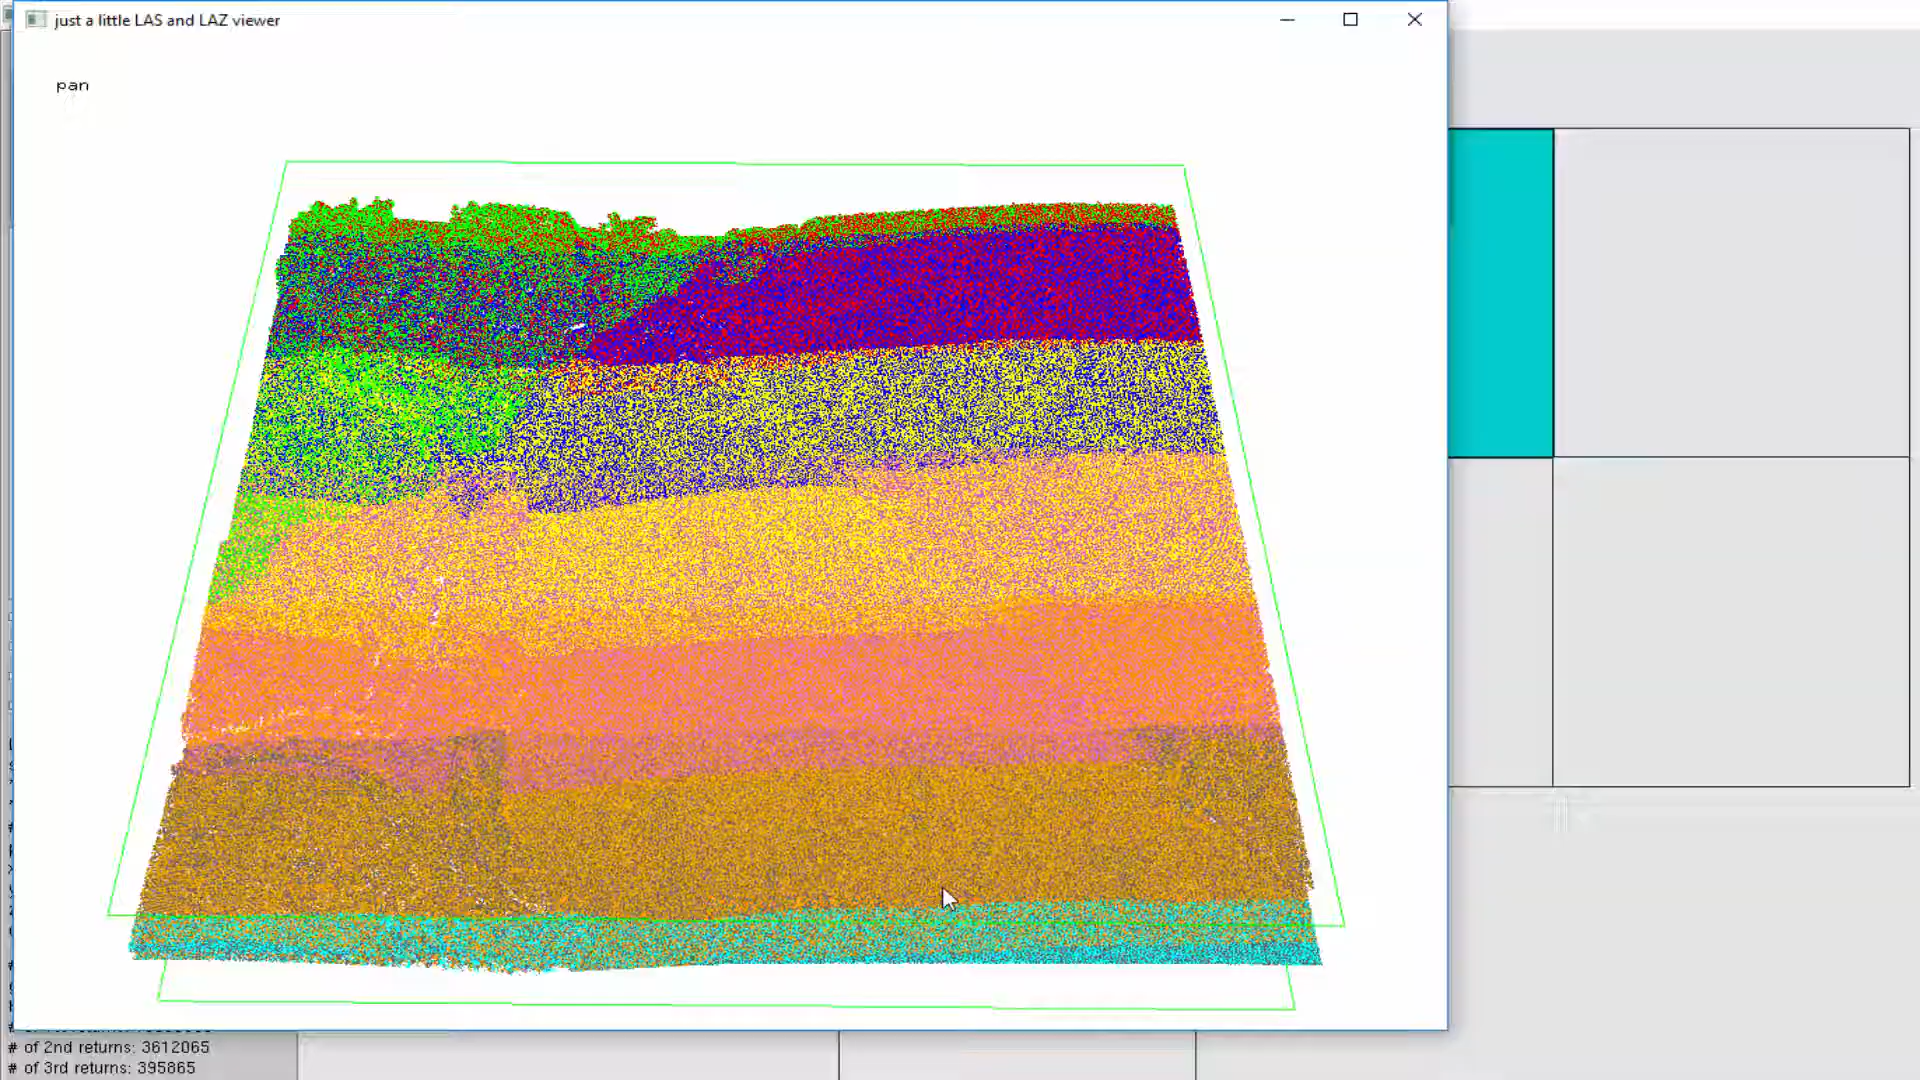 just a little LAS and LAZ viewer
pan
# of 2nd returns: 3612065
# of 3rd returns: 395865